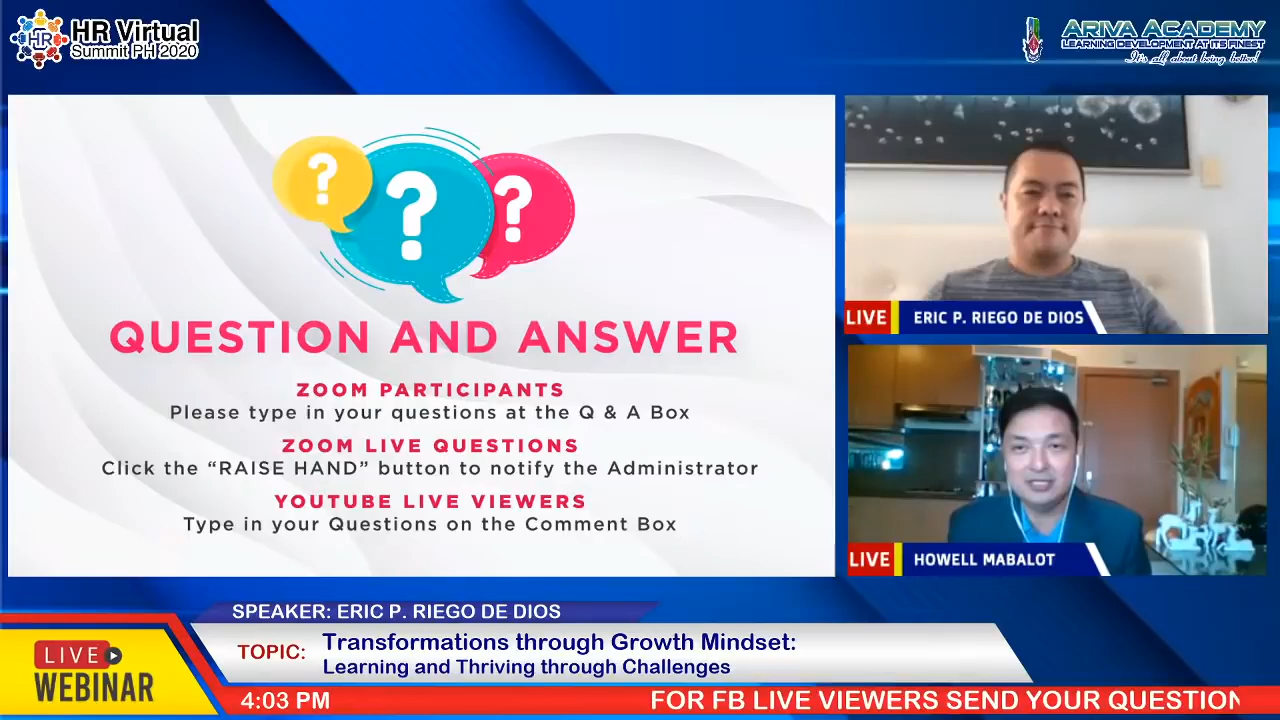 HR
HR Virtual
Summit PH 2020
ARIVA ACADEMY
LEARNING DEVELOPMENT AT ITS FINEST
It's all about being better!
? ? ?
QUESTION AND ANSWER
ZOOM PARTICIPANTS
Please type in your questions at the Q & A Box
ZOOM LIVE QUESTIONS
Click the “RAISE HAND” button to notify the Administrator
YOUTUBE LIVE VIEWERS
Type in your Questions on the Comment Box
LIVE ERIC P. RIEGO DE DIOS
LIVE HOWELL MABALOT
SPEAKER: ERIC P. RIEGO DE DIOS
TOPIC: Transformations through Growth Mindset:
Learning and Thriving through Challenges
LIVE
WEBINAR
4:03 PM
FOR FB LIVE VIEWERS SEND YOUR QUESTION